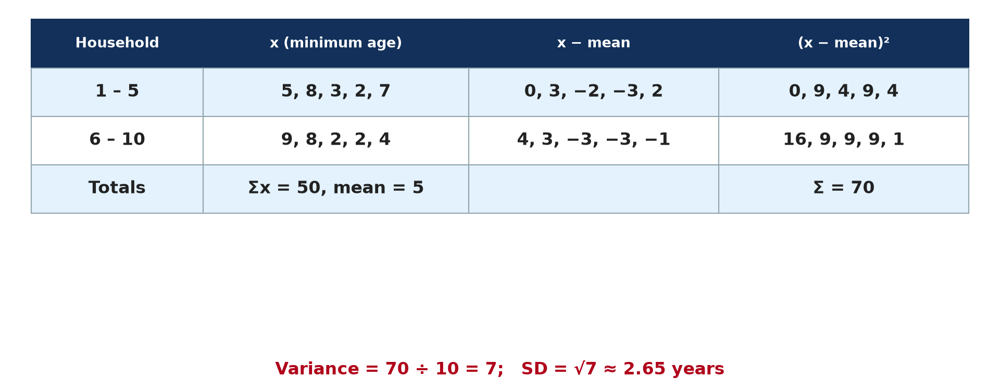 Household x (minimum age) x − mean (x − mean)²
1 – 5 5, 8, 3, 2, 7 0, 3, −2, −3, 2 0, 9, 4, 9, 4
6 – 10 9, 8, 2, 2, 4 4, 3, −3, −3, −1 16, 9, 9, 9, 1
Totals Σx = 50, mean = 5 Σ = 70
Variance = 70 ÷ 10 = 7; SD = √7 ≈ 2.65 years